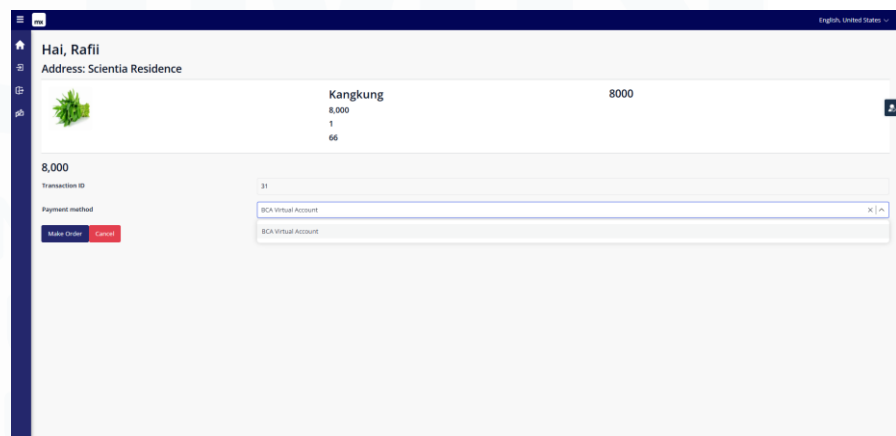 mx
English, United States
Hai, Rafii
Address: Scientia Residence
Kangkung
8000
8,000
1
66
8,000
Transaction ID
31
Payment method
BCA Virtual Account
BCA Virtual Account
Make Order
Cancel